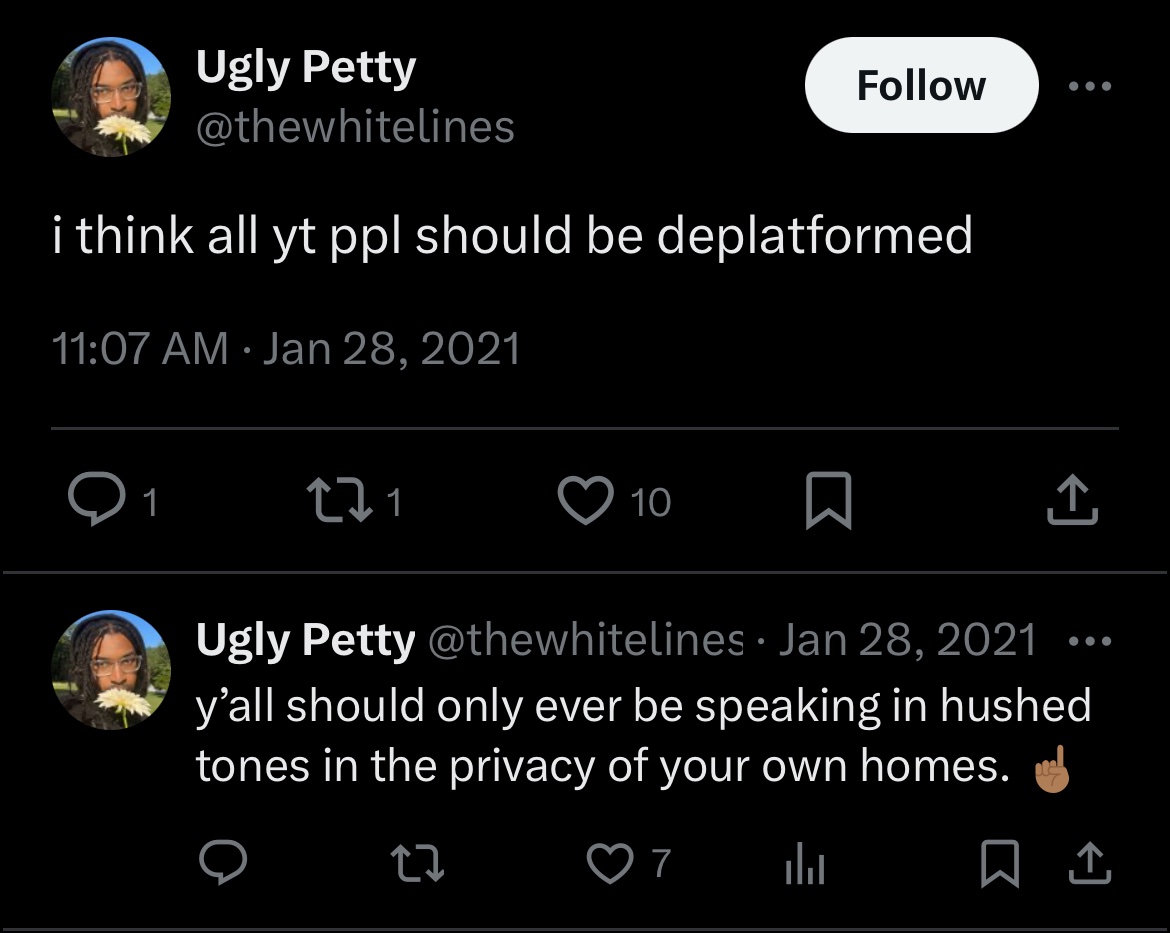 Ugly Petty
@thewhitelines
Follow
i think all yt ppl should be deplatformed
11:07 AM · Jan 28, 2021
1 1 10
Ugly Petty @thewhitelines · Jan 28, 2021
y’all should only ever be speaking in hushed
tones in the privacy of your own homes. ☝🏽
7